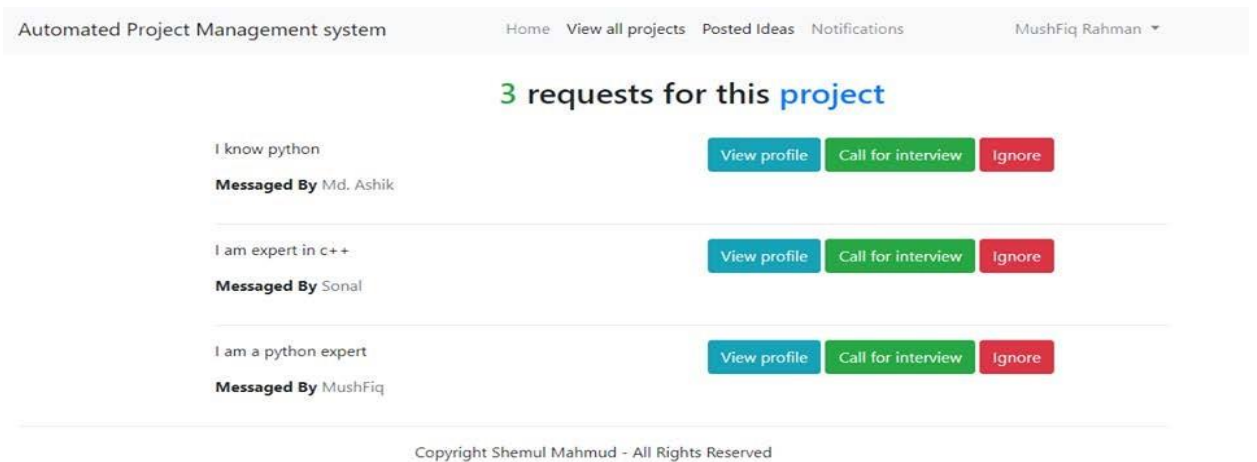 Automated Project Management system Home View all projects Posted Ideas Notifications MushFiq Rahman
3 requests for this project
I know python View profile Call for interview Ignore
Messaged By Md. Ashik
I am expert in c++ View profile Call for interview Ignore
Messaged By Sonal
I am a python expert View profile Call for interview Ignore
Messaged By MushFiq
Copyright Shemul Mahmud - All Rights Reserved